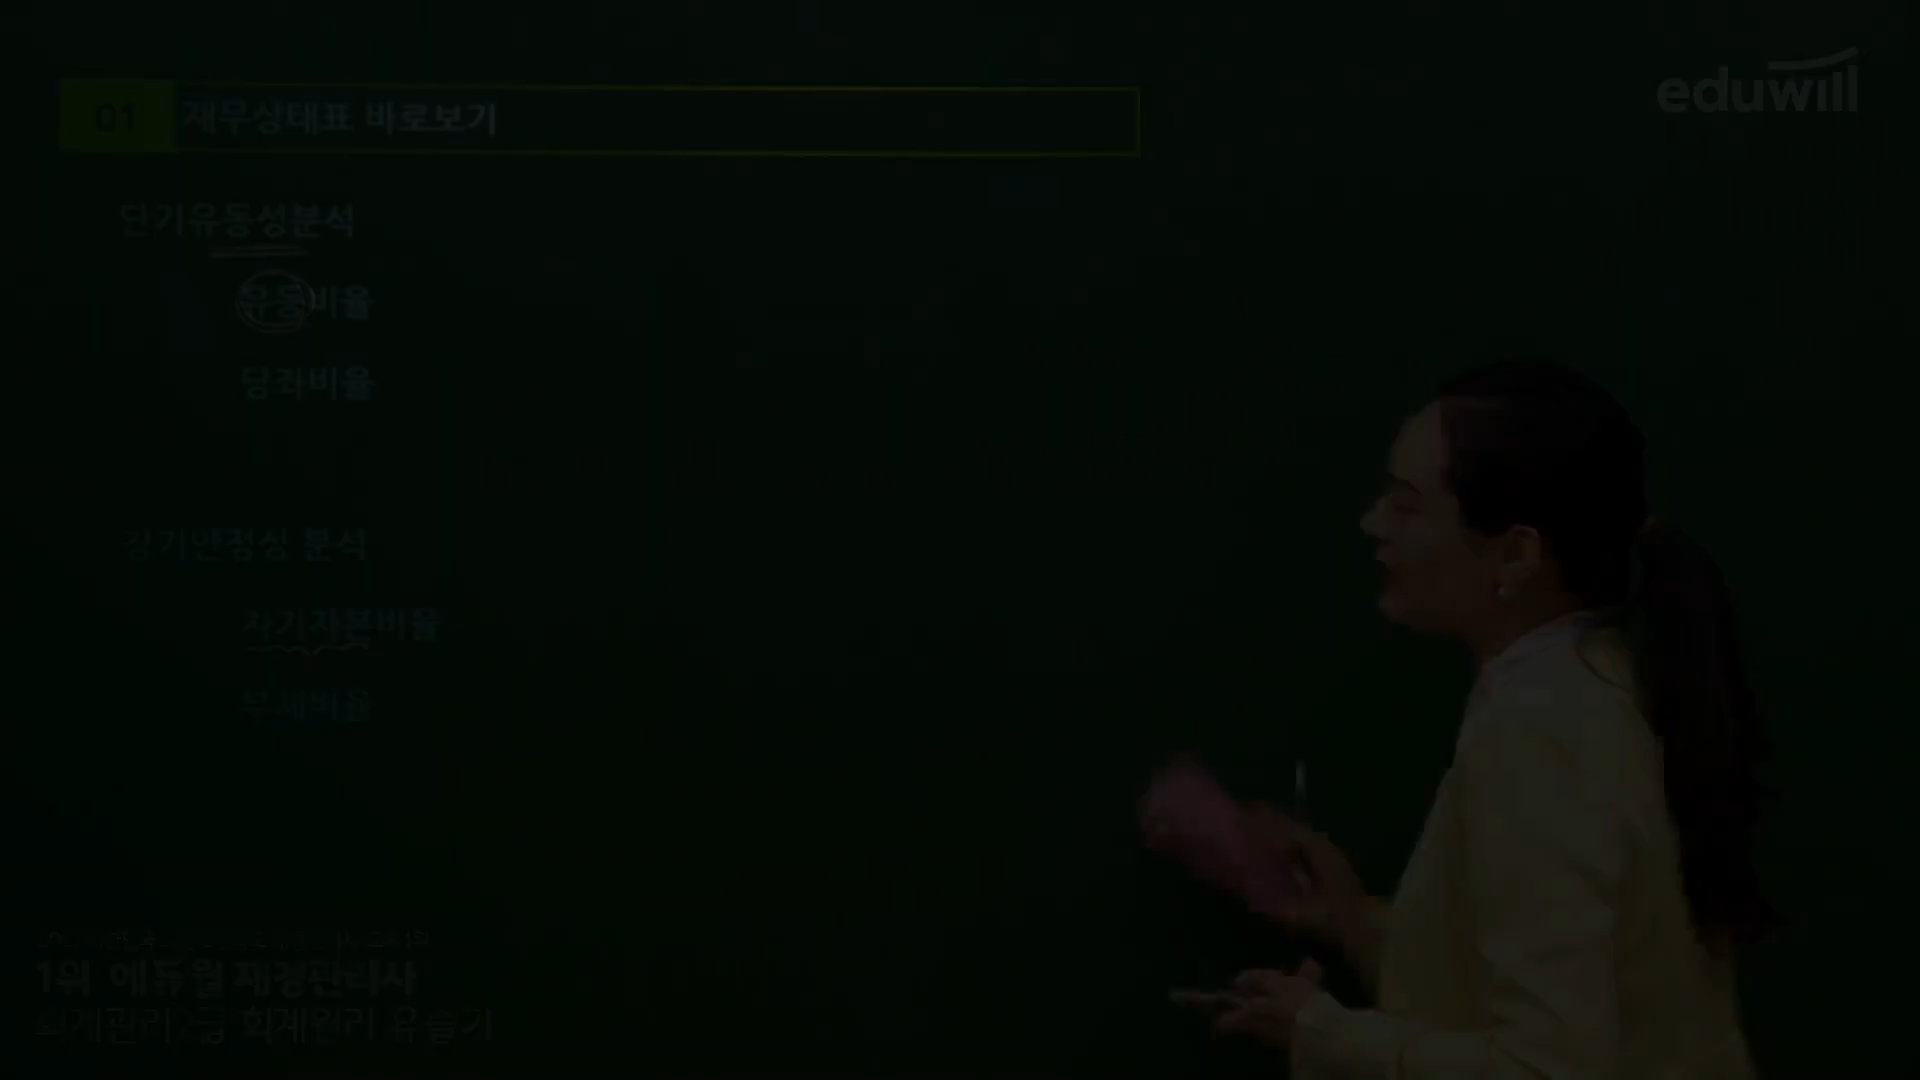 eduwill
01 재무상태표 바로보기
단기유동성분석
유동비율
당좌비율
장기안정성 분석
자기자본비율
부채비율
1위 에듀윌 재경관리사
회계관리2급 회계원리 유슬기